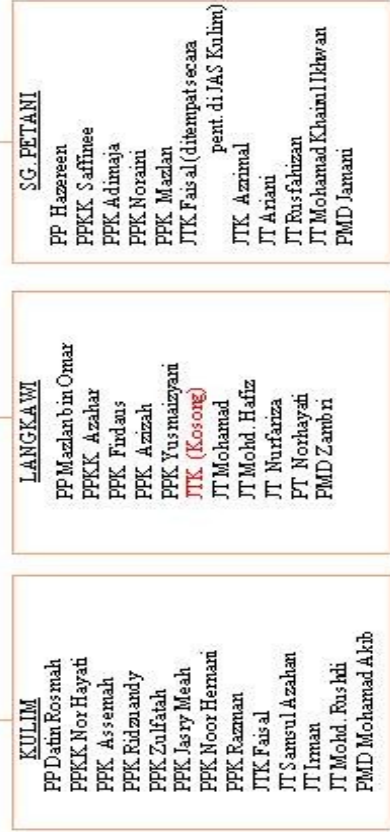 KULIM
PP Datin Rosmah
PPKK Nor Hayati
PPK Assemah
PPK Ridzuandy
PPK Zulfatah
PPK Jasry Meah
PPK Noor Hernani
PPK Razman
JTK Faisal
JT Samsul Azahan
JT Irman
JT Mohd. Rushdi
PMD Mohamad Akib
LANGKAWI
PP Mazlan bin Omar
PPKK Azahar
PPK Firdaus
PPK Azizah
PPK Yusmaizyani
JTK (Kosong)
JT Mohamad
JT Mohd. Hafiz
JT Nurfariza
PT Norhayati
PMD Zambri
SG. PETANI
PP Hazereen
PPKK Saffinee
PPK Adimaja
PPK Noraini
PPK Mazlan
JTK Faisal (ditempat secara
pent. di JAS Kulim)
JTK Azrimal
JT Ariani
JT Rusfahizan
JT Mohamad Khairul Ikhwan
PMD Jamani